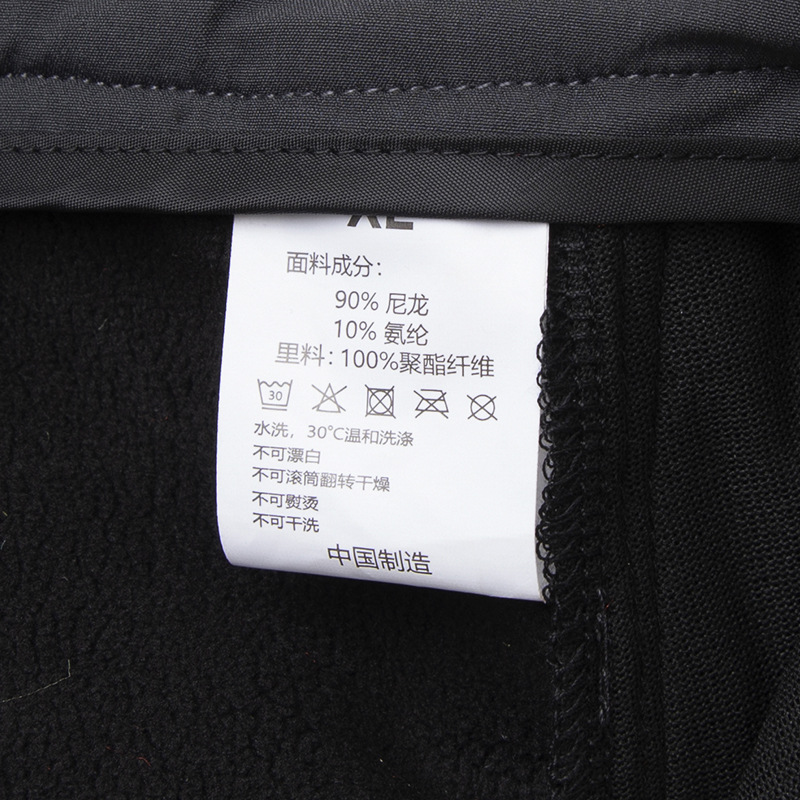 XL
面料成分：
90% 尼龙
10% 氨纶
里料：100%聚酯纤维
30
水洗，30°C温和洗涤
不可漂白
不可滚筒翻转干燥
不可熨烫
不可干洗
中国制造